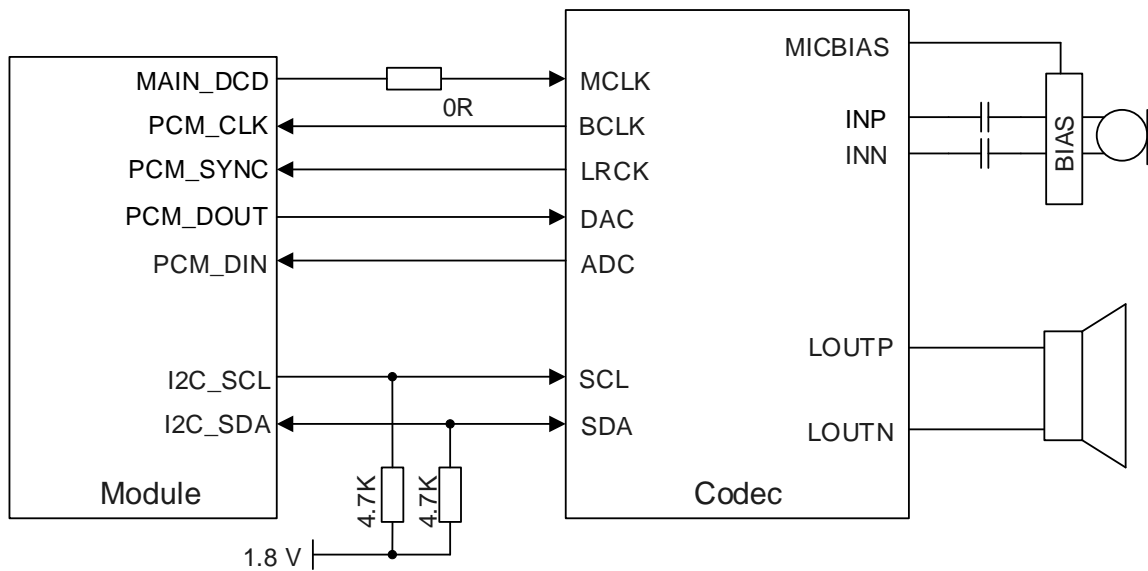 MICBIAS
MAIN_DCD
MCLK
0R
PCM_CLK
BCLK
INP
BIAS
PCM_SYNC
LRCK
INN
PCM_DOUT
DAC
PCM_DIN
ADC
LOUTP
I2C_SCL
SCL
I2C_SDA
SDA
LOUTN
4.7K
4.7K
Module
Codec
1.8 V